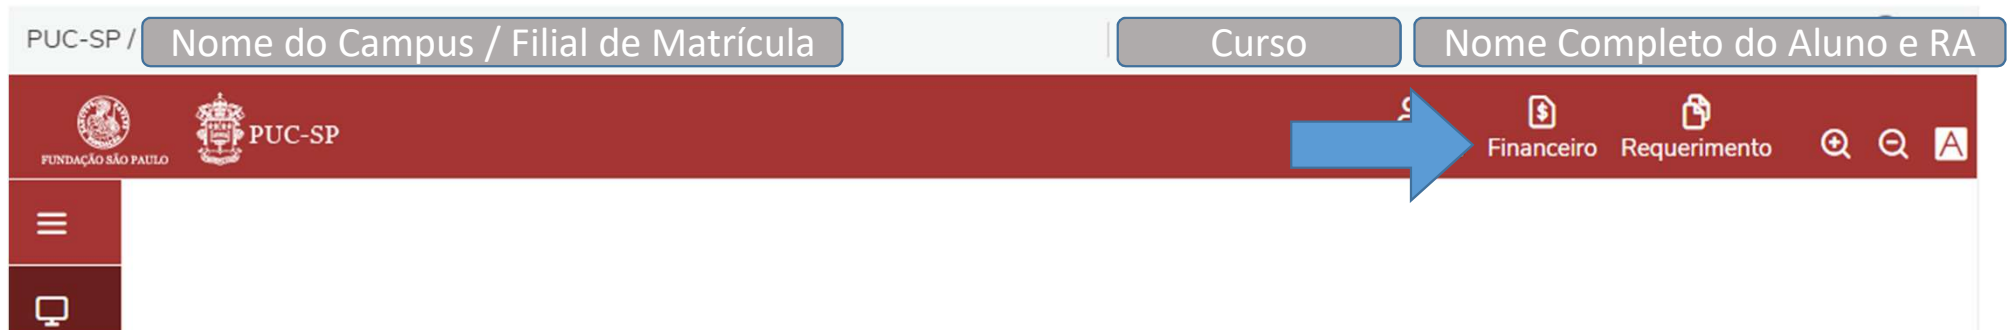 PUC-SP / Nome do Campus / Filial de Matrícula Curso Nome Completo do Aluno e RA
FUNDAÇÃO SÃO PAULO PUC-SP Financeiro Requerimento A